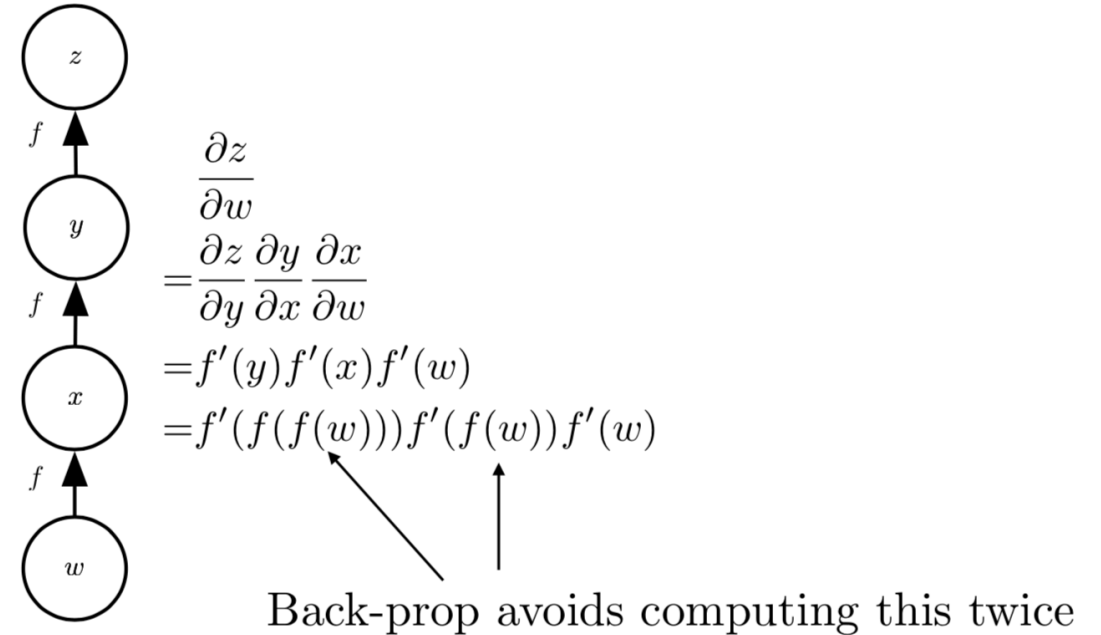 z
f
y
f
x
f
w
∂z/∂w
=∂z/∂y ∂y/∂x ∂x/∂w
=f′(y)f′(x)f′(w)
=f′(f(f(w)))f′(f(w))f′(w)
Back-prop avoids computing this twice